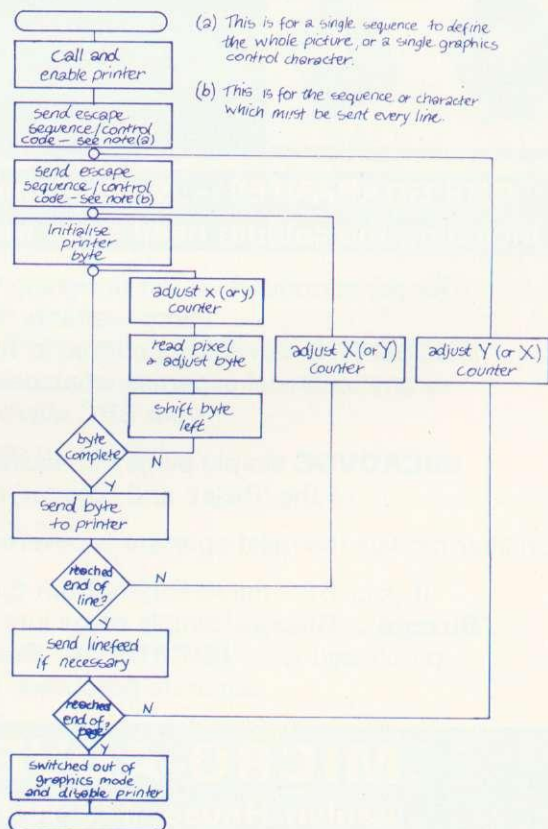 (a) This is for a single sequence to define
the whole picture, or a single graphics
control character.
(b) This is for the sequence or character
which must be sent every line.
Call and
enable printer
send escape
sequence/control
code - see note(a)
send escape
sequence/control
code - see note(b)
Initialise
printer
byte
adjust x (or y)
counter
read pixel
& adjust byte
shift byte
left
adjust X (or Y)
counter
adjust Y (or X)
counter
byte
complete
N
Y
send byte
to printer
reached
end of
line?
N
Y
send linefeed
if necessary
reached
end of
page?
N
Y
switched out of
graphics mode
and disable printer